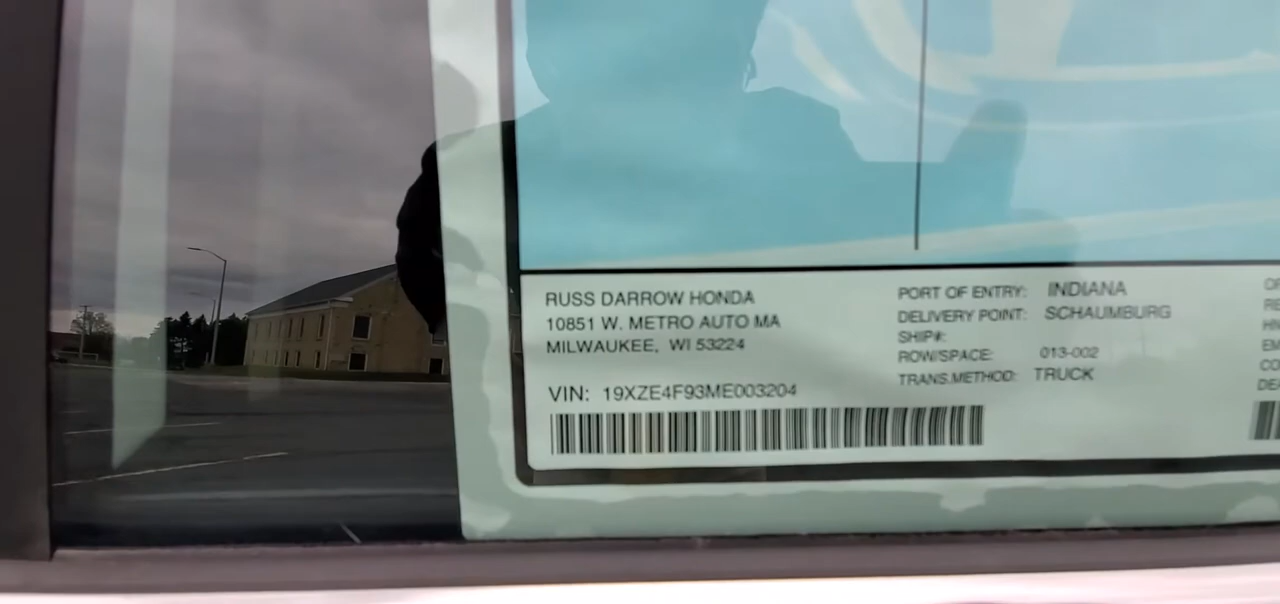 RUSS DARROW HONDA
10851 W. METRO AUTO MA
MILWAUKEE, WI 53224
VIN: 19XZE4F93ME003204
PORT OF ENTRY: INDIANA
DELIVERY POINT: SCHAUMBURG
SHIP#:
ROW/SPACE: 013-002
TRANS.METHOD: TRUCK